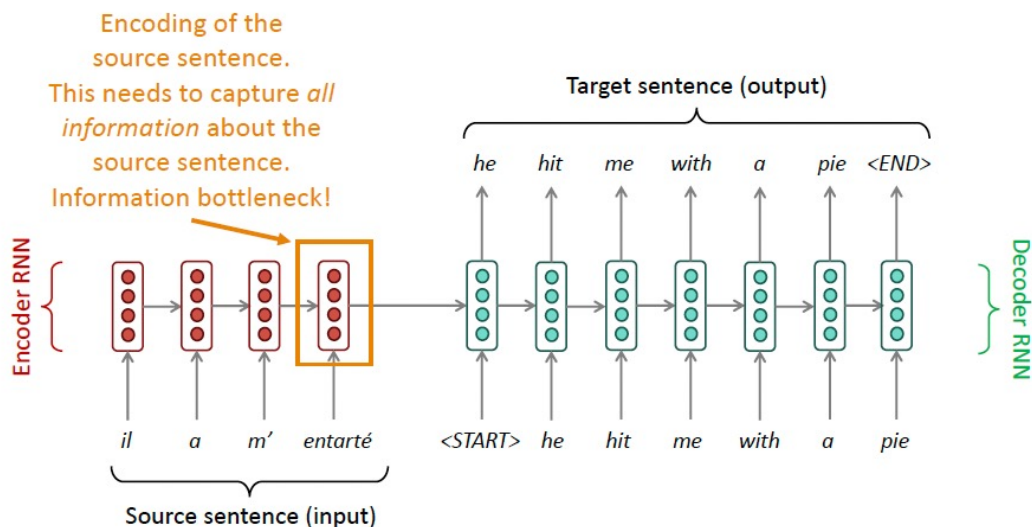 Encoding of the
source sentence.
This needs to capture all
information about the
source sentence.
Information bottleneck!
Target sentence (output)
he hit me with a pie <END>
Encoder RNN
Decoder RNN
il a m’ entarté <START> he hit me with a pie
Source sentence (input)